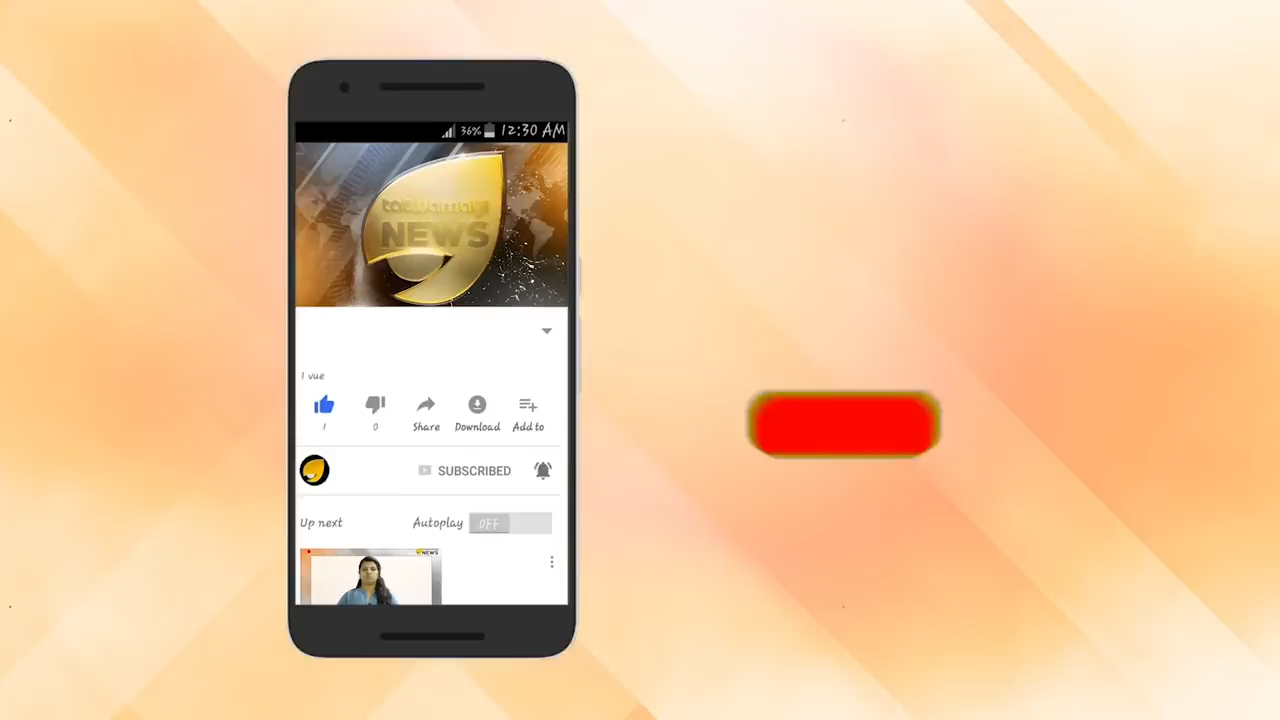 36% 12:30 AM
tatwamayi
NEWS
1 vue
1 0 Share Download Add to
SUBSCRIBED
Up next Autoplay OFF
NEWS